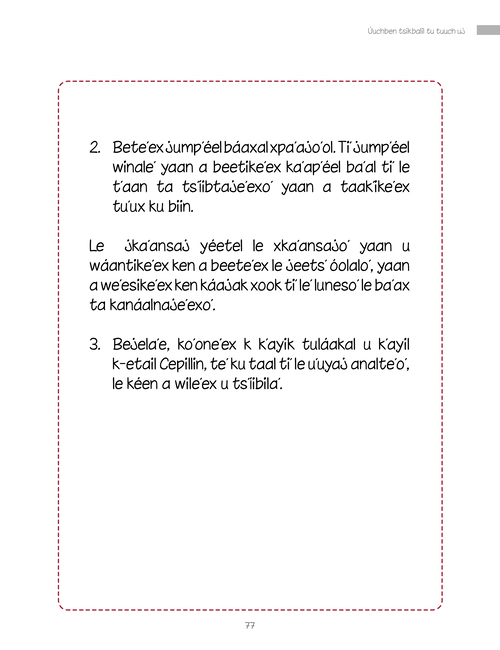 Úuchben tsikbalil tu tuuch uj
2. Bete'ex jump'éel báaxal xpa'ajo'ol. Ti' jump'éel
winale' yaan a beetike'ex ka'ap'éel ba'al ti' le
t'aan ta ts'íibtaje'exo' yaan a taakike'ex
tu'ux ku biin.
Le jka'ansaj yéetel le xka'ansajo' yaan u
wáantike'ex ken a beete'ex le jeets' óolalo', yaan
a we'esike'ex ken káajak xook ti' le' luneso' le ba'ax
ta kanáalnaje'exo'.
3. Bejela'e, ko'one'ex k k'ayik tuláakal u k'ayil
k-etail Cepillin, te' ku taal ti' le u'uyaj analte'o',
le kéen a wile'ex u ts'íibila'.
77